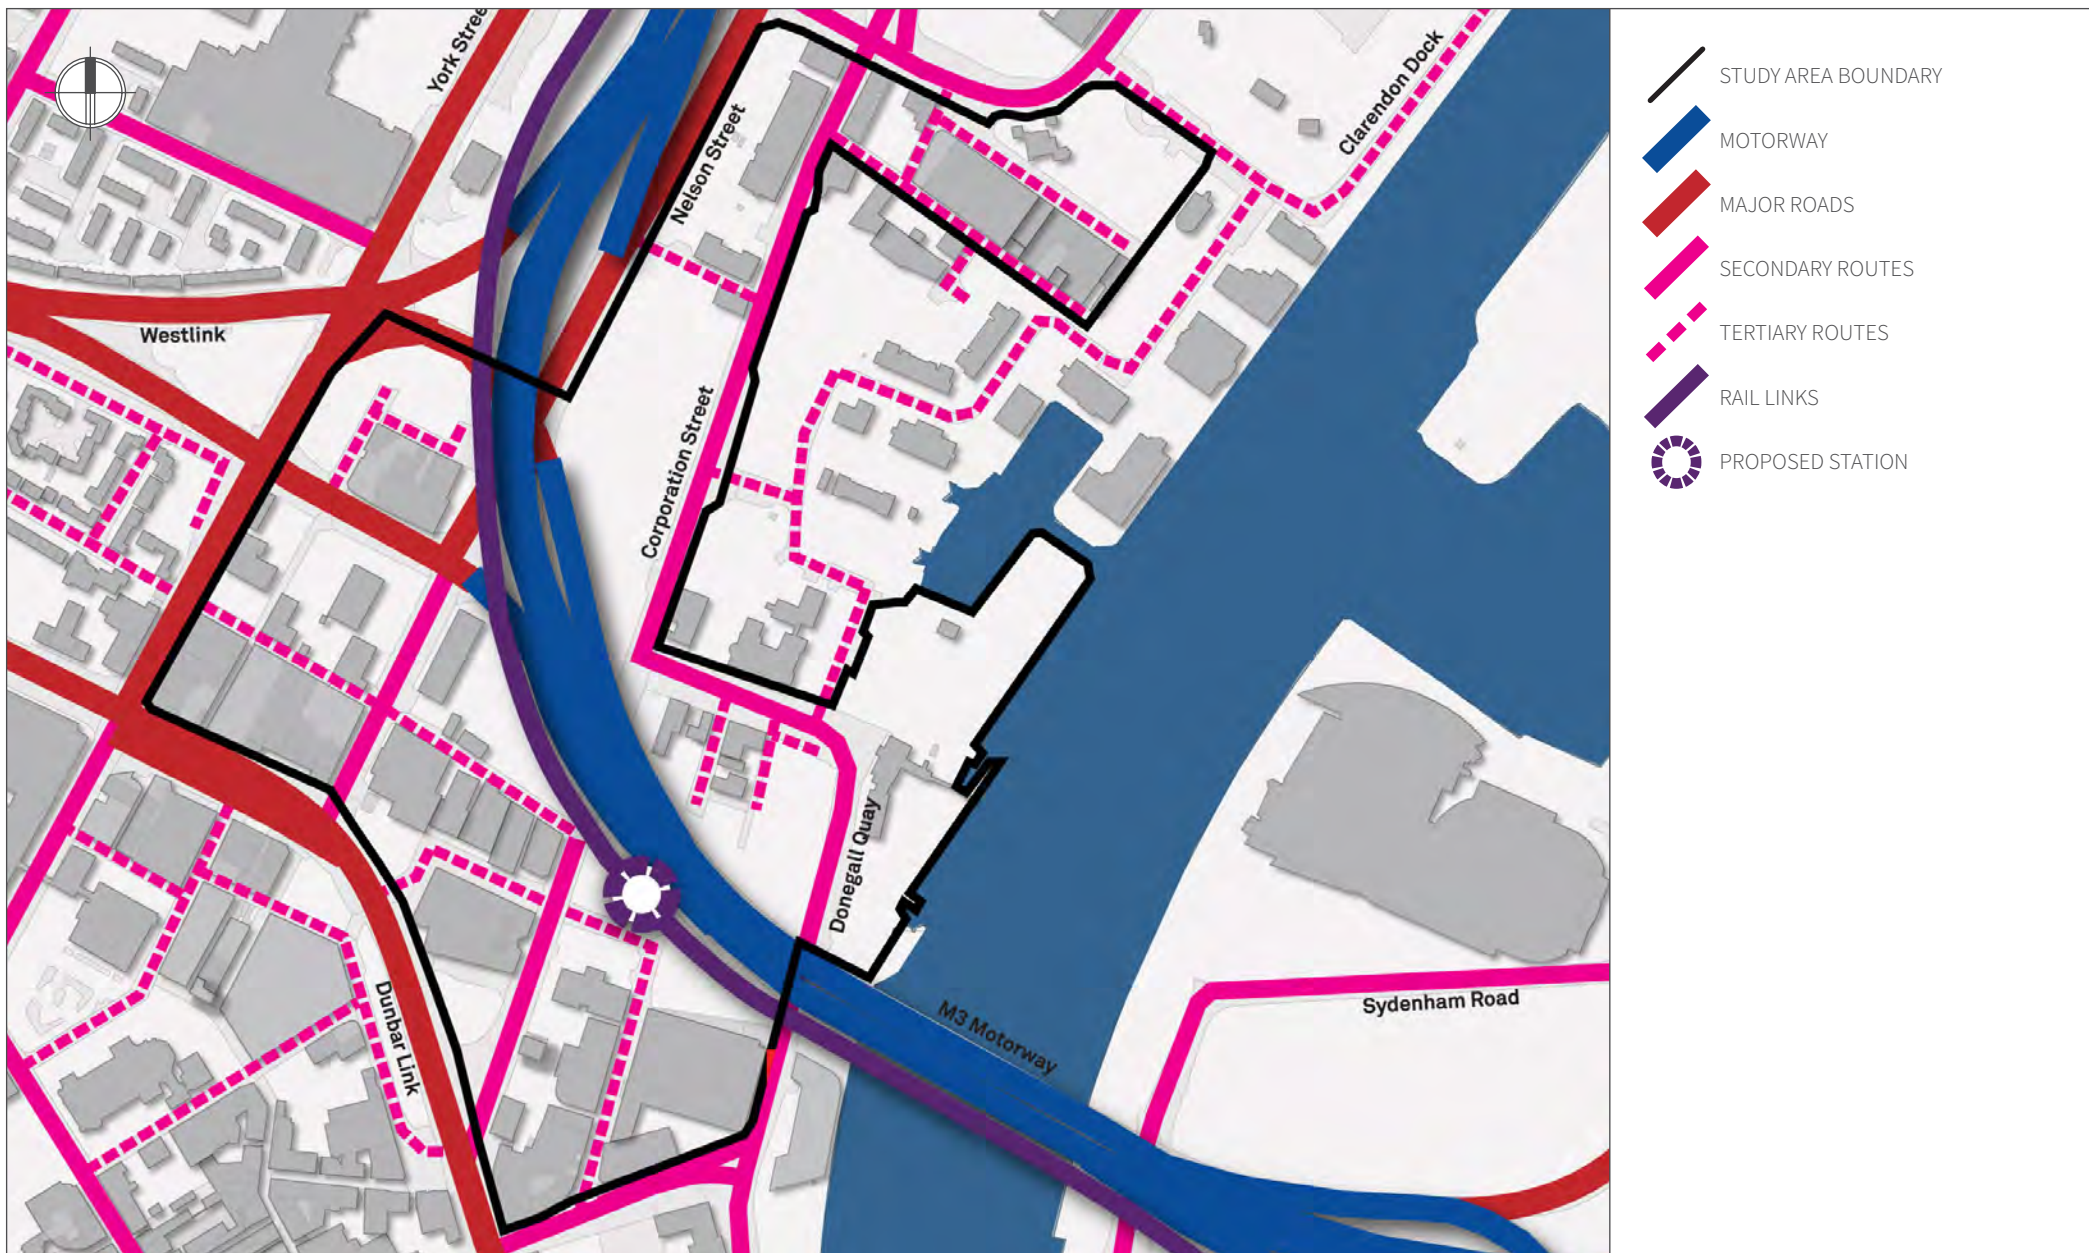 York Stree
Clarendon Dock
Nelson Street
Westlink
Corporation Street
Donegall Quay
Dunbar Link
M3 Motorway
Sydenham Road
STUDY AREA BOUNDARY
MOTORWAY
MAJOR ROADS
SECONDARY ROUTES
TERTIARY ROUTES
RAIL LINKS
PROPOSED STATION